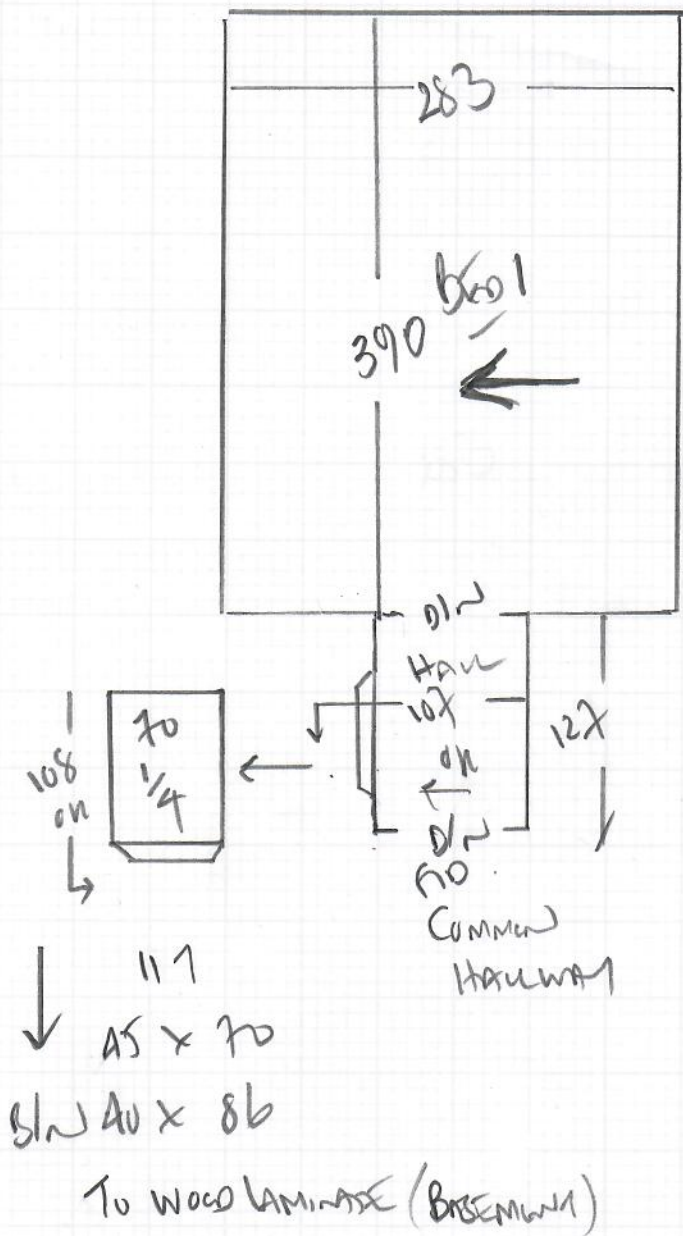 283
BED 1
390
D/N
HALL
107
ON
127
D/N
COMMON
HALLWAY
70
1/4
108
ON
117
45 x 70
B/N 40 x 86
TO WOOD LAMINATE (BASEMENT)